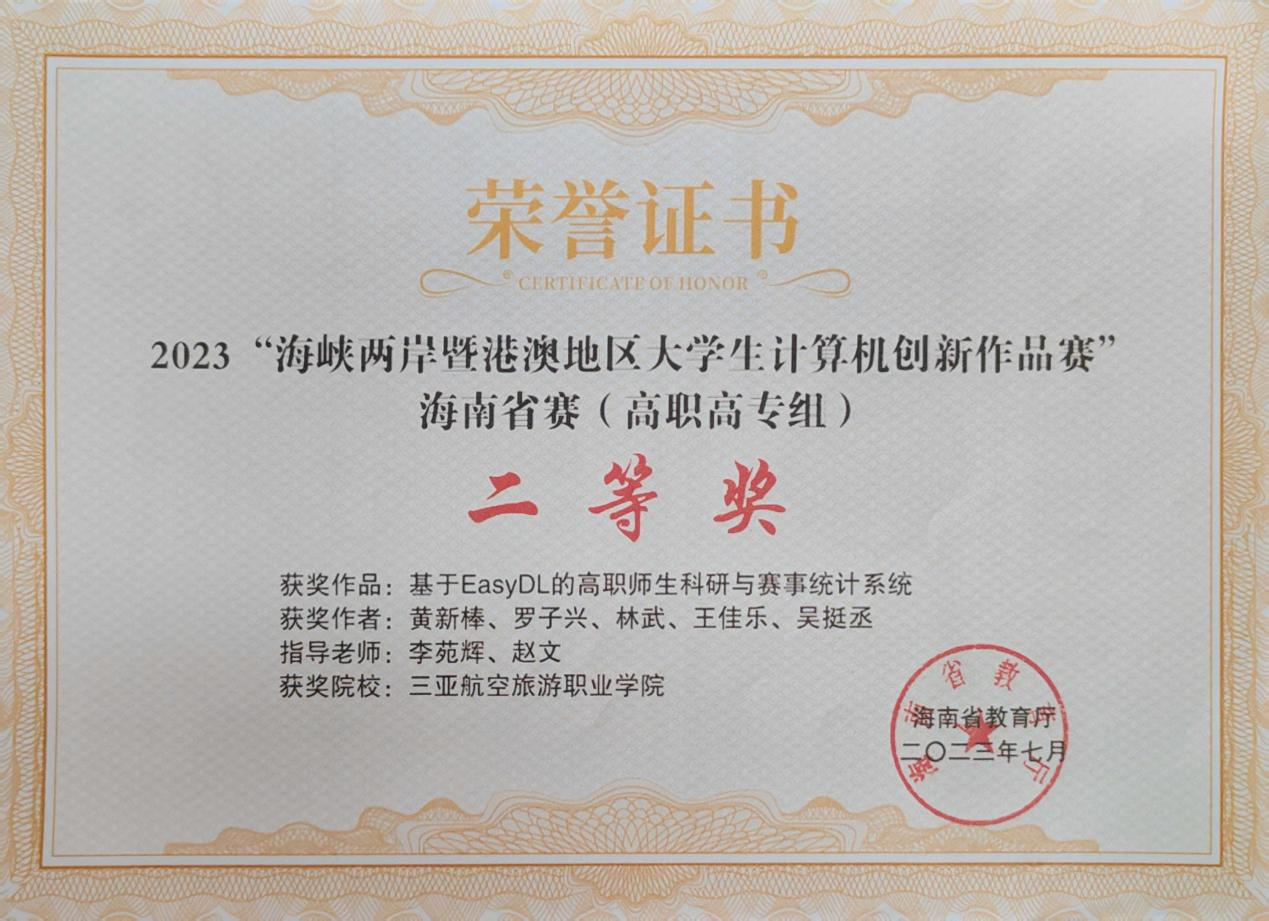 荣誉证书
CERTIFICATE OF HONOR
2023“海峡两岸暨港澳地区大学生计算机创新作品赛”
海南省赛（高职高专组）
二等奖
获奖作品：基于EasyDL的高职师生科研与赛事统计系统
获奖作者：黄新棒、罗子兴、林武、王佳乐、吴挺丞
指导老师：李苑辉、赵文
获奖院校：三亚航空旅游职业学院
海南省教育厅
海南省教育厅
二〇二三年七月